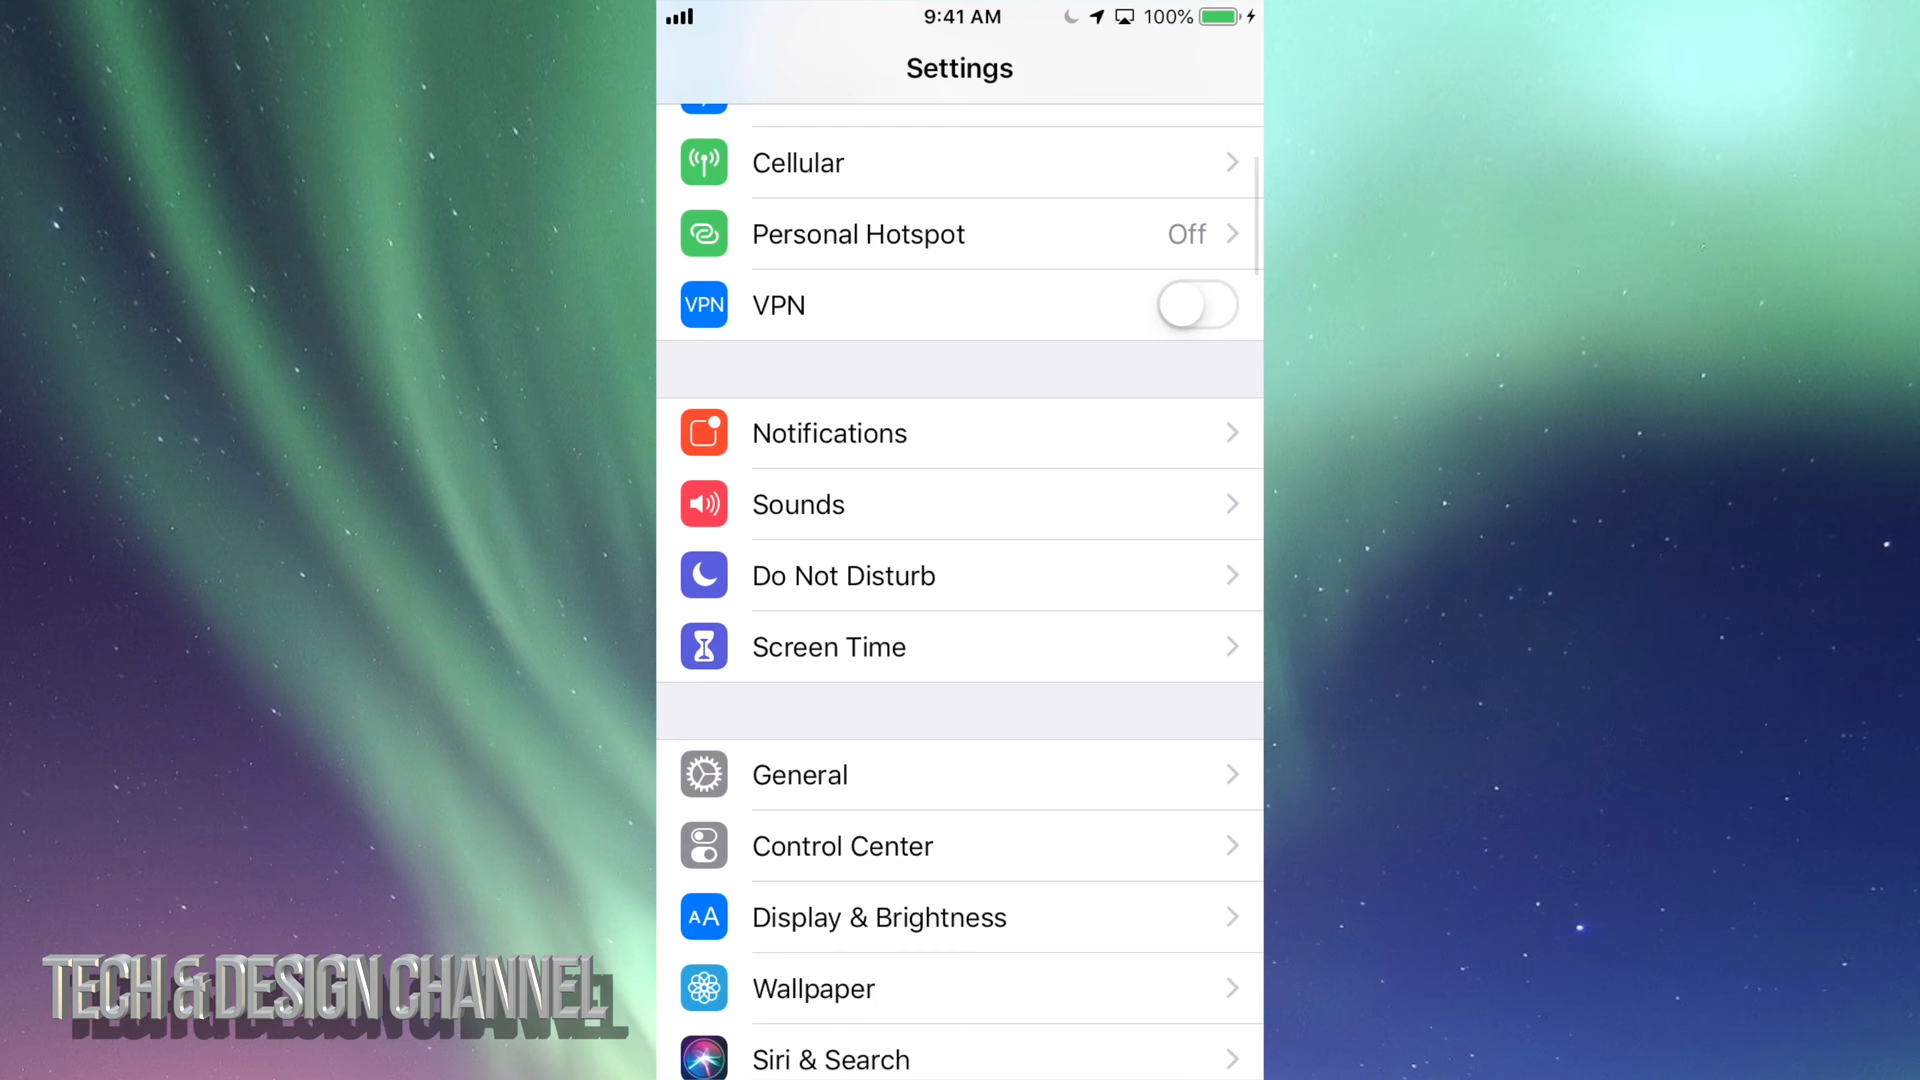 9:41 AM 100%
Settings
Cellular
Personal Hotspot Off
VPN VPN
Notifications
Sounds
Do Not Disturb
Screen Time
General
Control Center
AA Display & Brightness
Wallpaper
Siri & Search
TECH & DESIGN CHANNEL